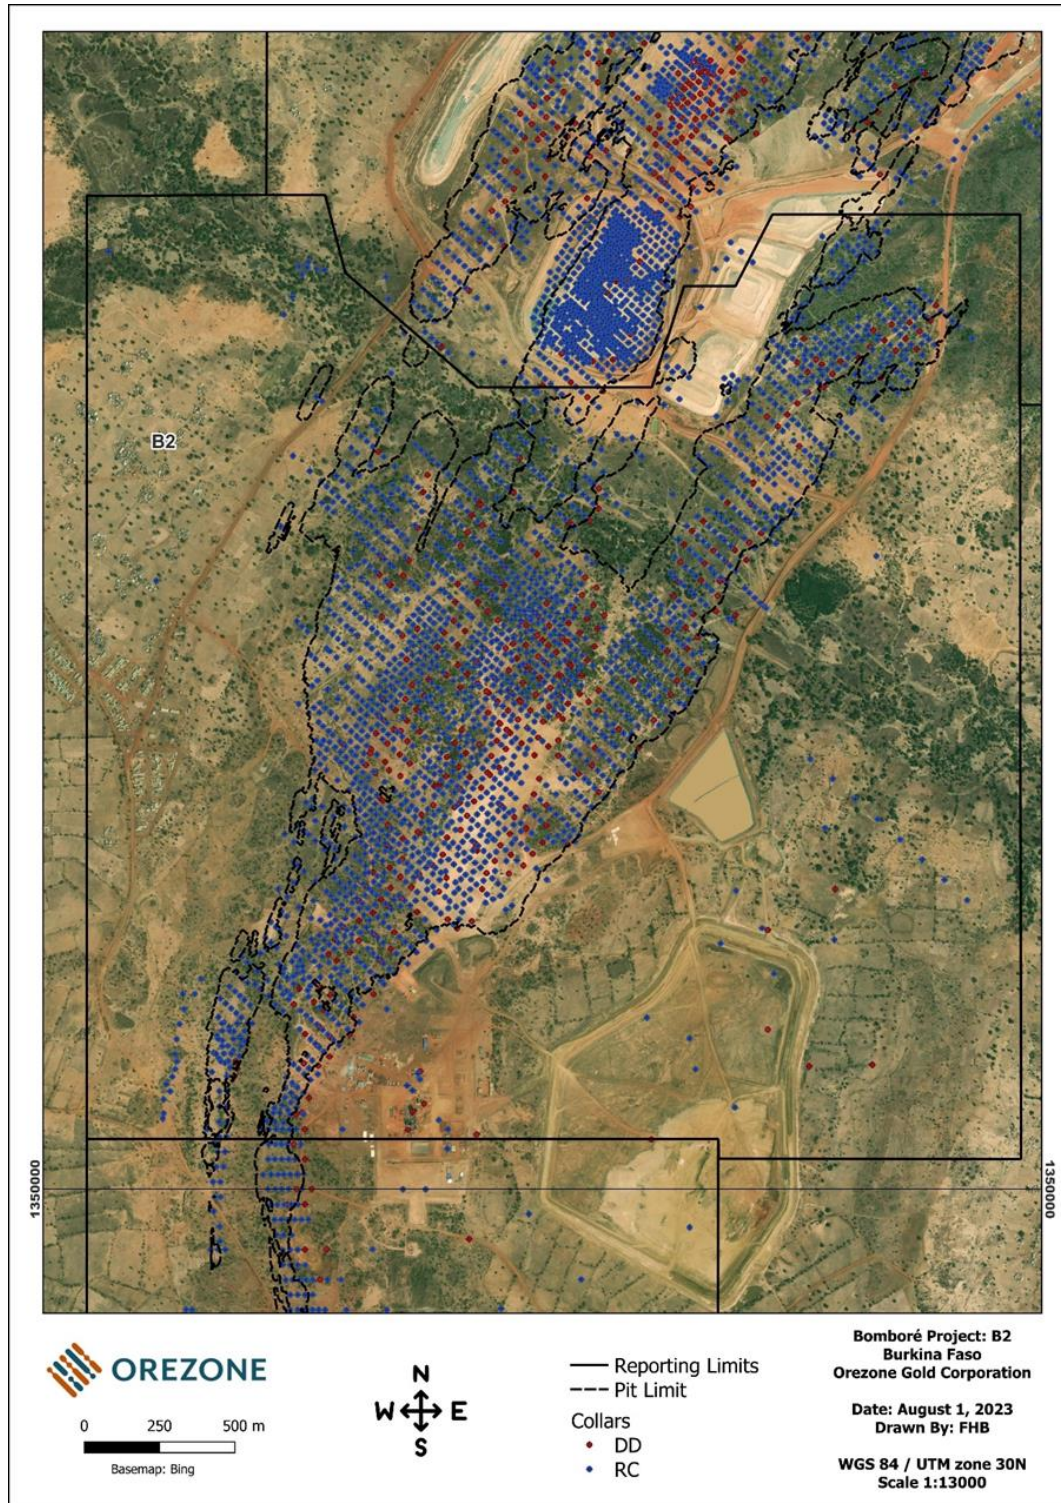 B2
1350000
1350000
OREZONE
0 250 500 m
Basemap: Bing
N
W E
S
Reporting Limits
Pit Limit
Collars
DD
RC
Bomboré Project: B2
Burkina Faso
Orezone Gold Corporation
Date: August 1, 2023
Drawn By: FHB
WGS 84 / UTM zone 30N
Scale 1:13000